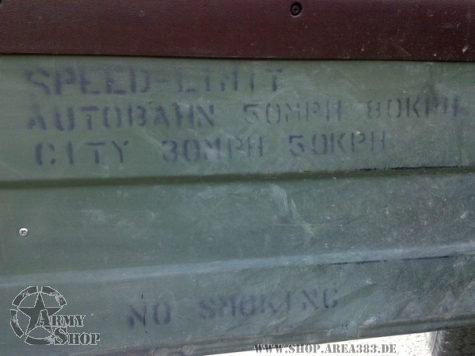 SPEED-LIMIT
AUTOBAHN 50MPH 80KPH
CITY 30MPH 50KPH
NO SMOKING
ARMY
SHOP
WWW.SHOP.AREA383.DE